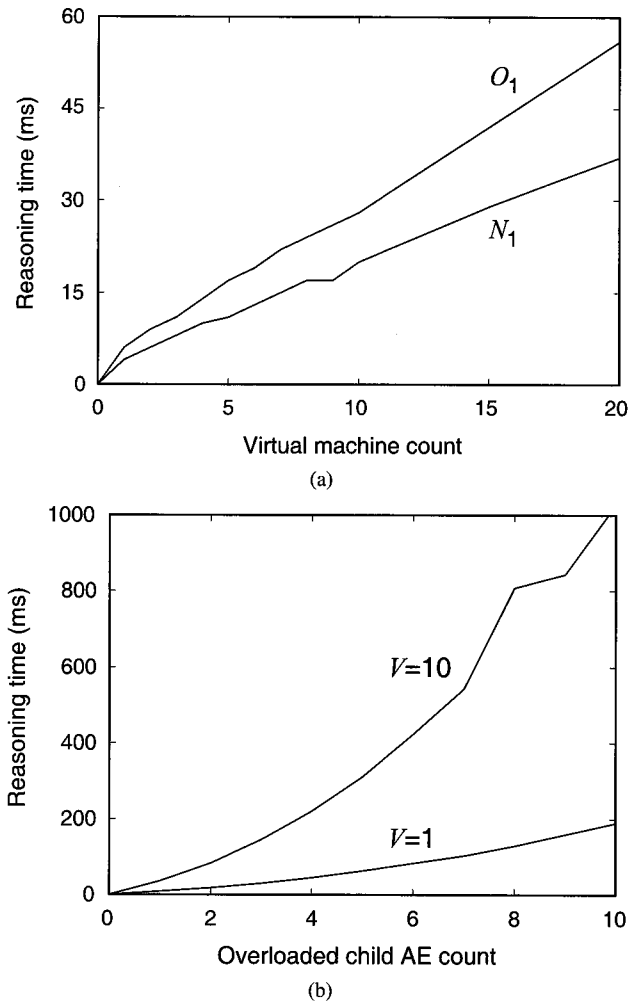 60
45
30
15
0
Reasoning time (ms)
O1
N1
0 5 10 15 20
Virtual machine count
(a)
1000
800
600
400
200
0
Reasoning time (ms)
V=10
V=1
0 2 4 6 8 10
Overloaded child AE count
(b)